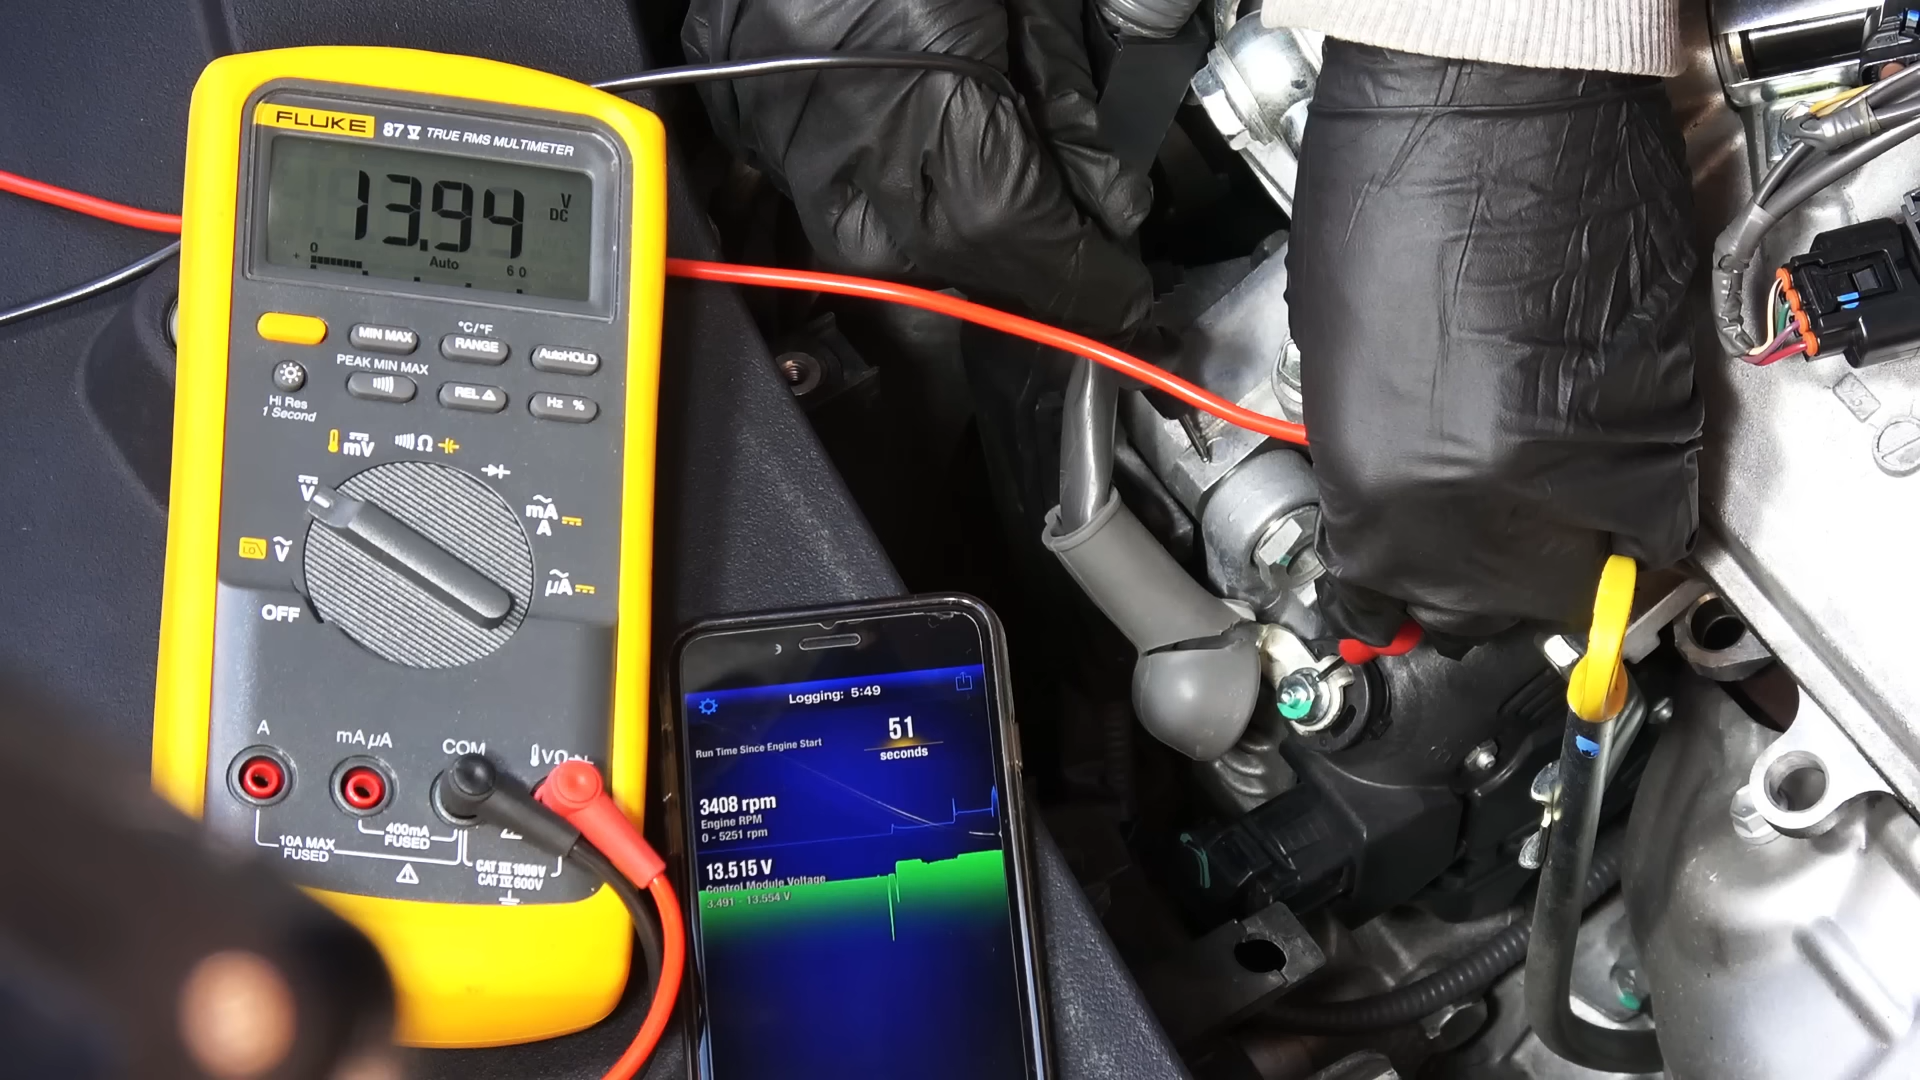 FLUKE 87 V TRUE RMS MULTIMETER
13.94 V DC
0 Auto 60
MIN MAX
°C/°F
RANGE
AutoHOLD
PEAK MIN MAX
REL Δ
Hz %
Hi Res
1 Second
mV
Ω
V
mA
A
LO
V
µA
OFF
A
mA µA
COM
VΩ
400mA
FUSED
10A MAX
FUSED
CAT III 1000V
CAT IV 600V
Logging: 5:49
Run Time Since Engine Start
51
seconds
3408 rpm
Engine RPM
0 - 5251 rpm
13.515 V
Control Module Voltage
3.491 - 13.554 V